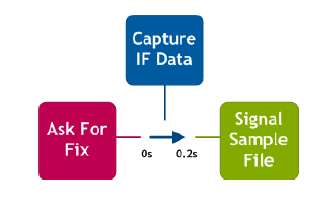 Capture
IF Data
Ask For
Fix
0s
0.2s
Signal
Sample
File